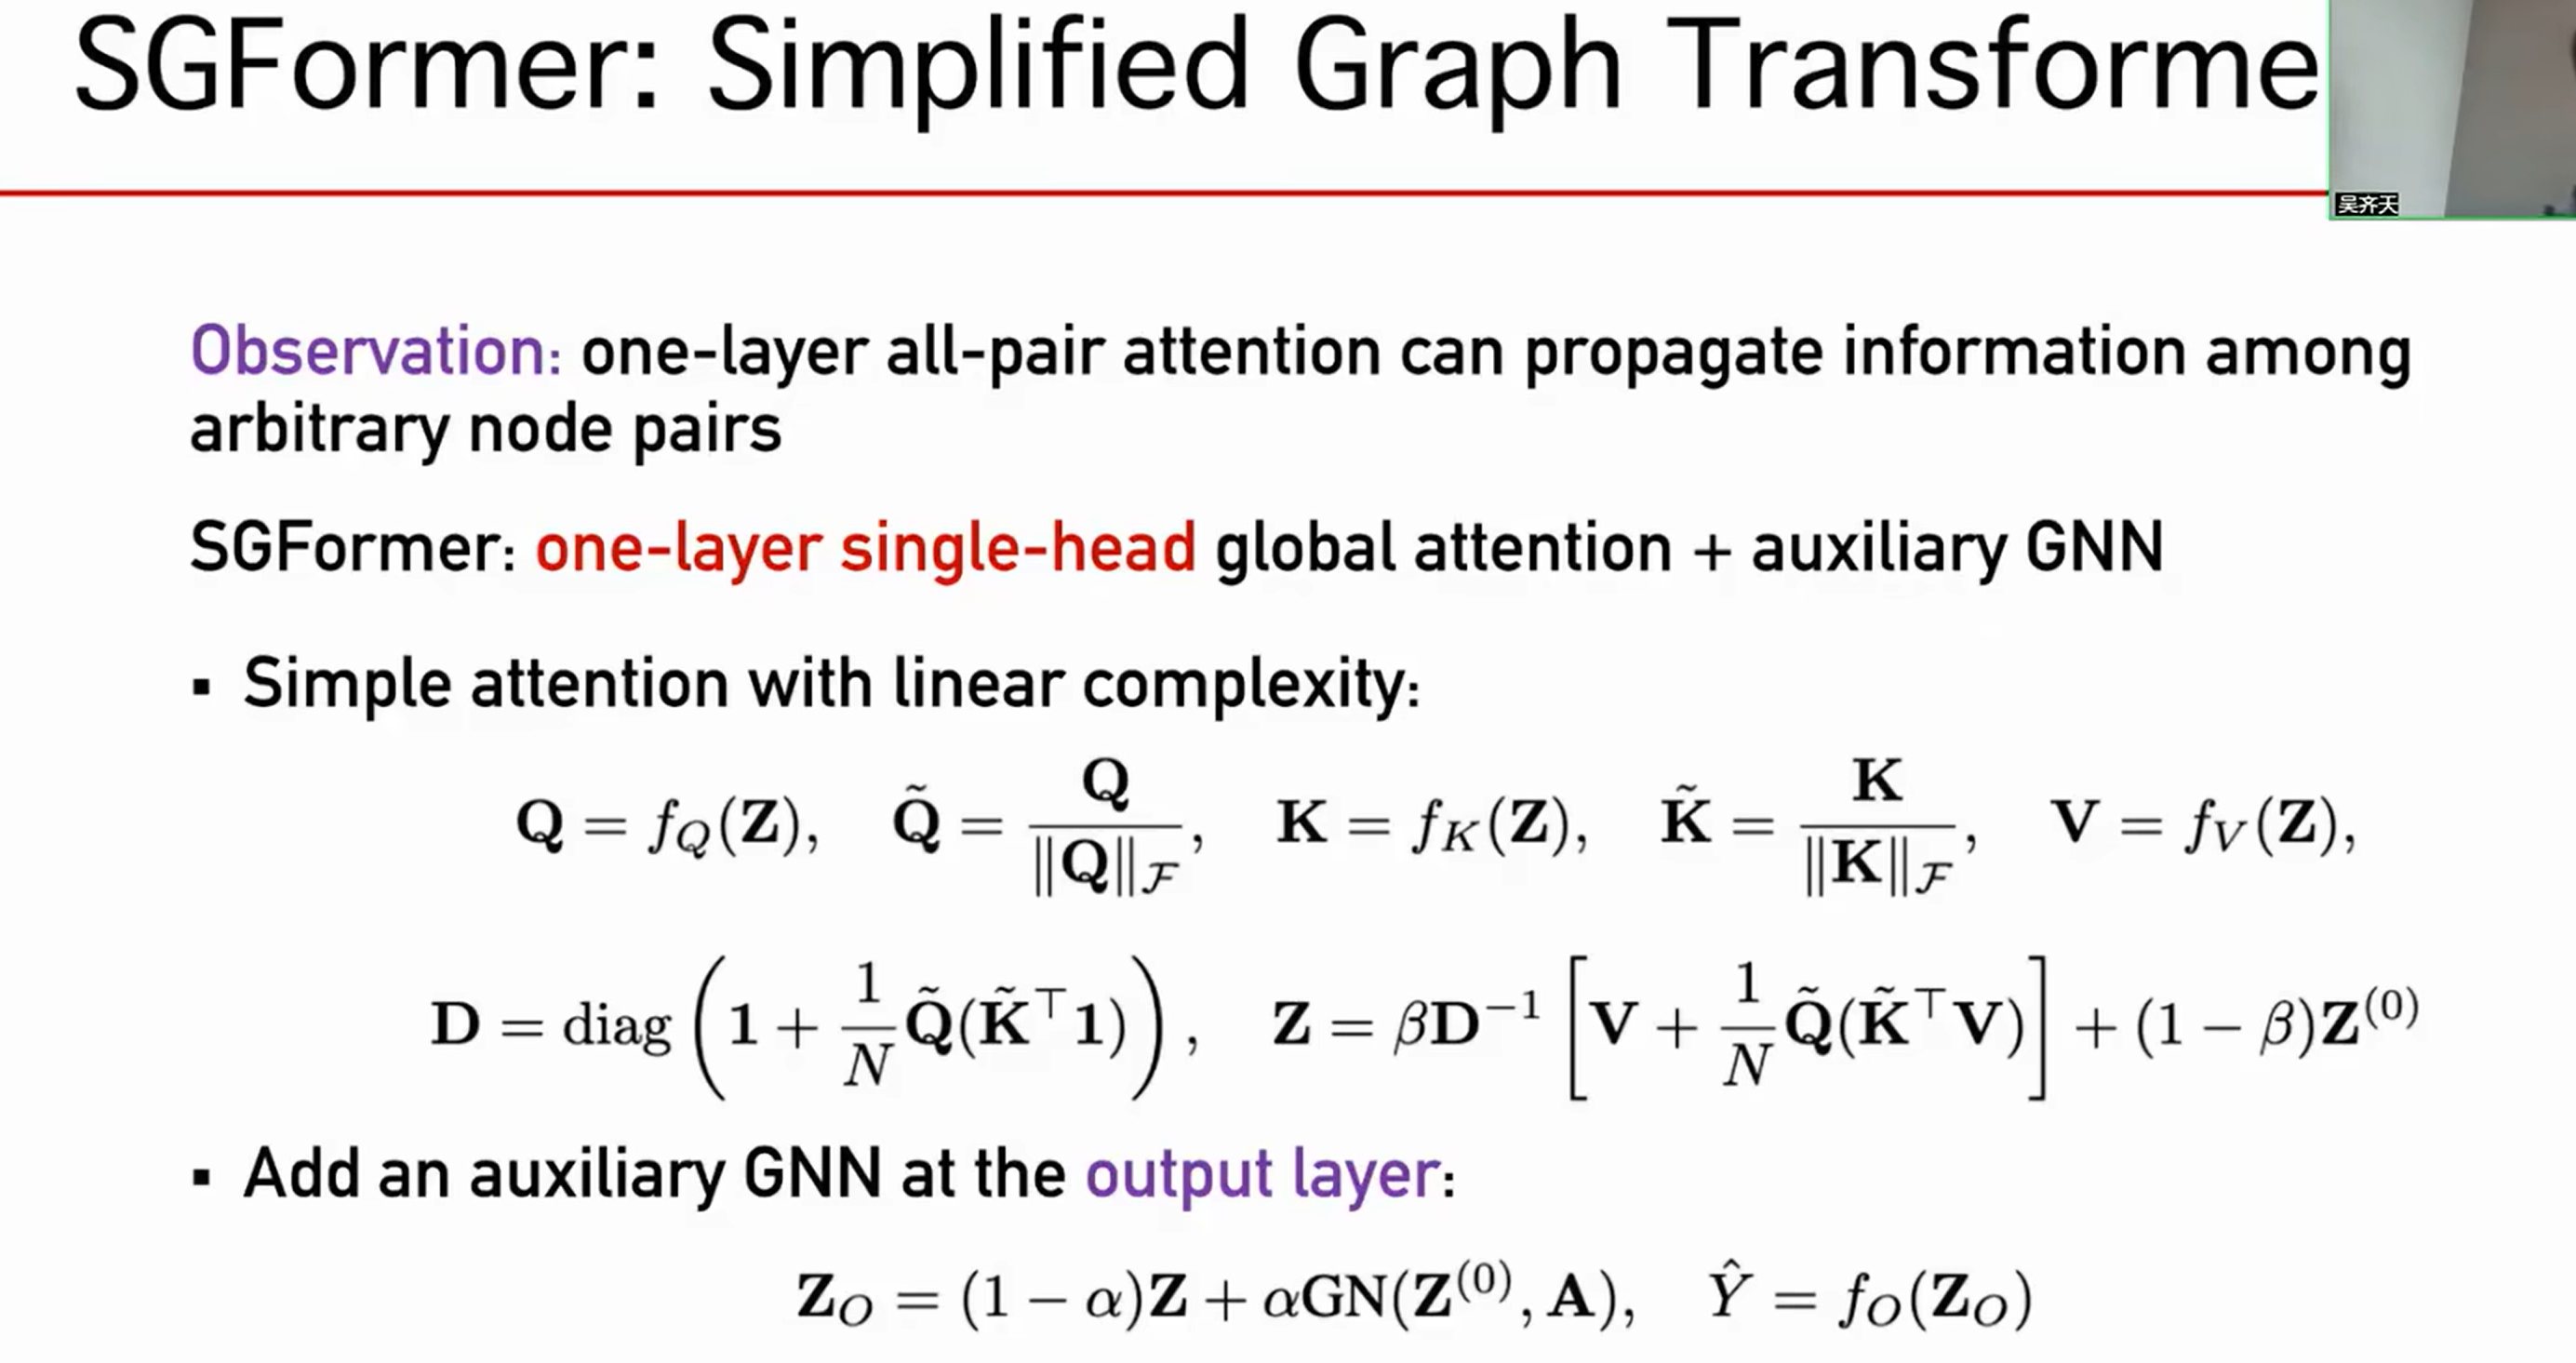 SGFormer: Simplified Graph Transforme
吴齐天
Observation: one-layer all-pair attention can propagate information among
arbitrary node pairs
SGFormer: one-layer single-head global attention + auxiliary GNN
▪ Simple attention with linear complexity:
$\mathbf{Q} = f_Q(\mathbf{Z}), \quad \tilde{\mathbf{Q}} = \frac{\mathbf{Q}}{\|\mathbf{Q}\|_{\mathcal{F}}}, \quad \mathbf{K} = f_K(\mathbf{Z}), \quad \tilde{\mathbf{K}} = \frac{\mathbf{K}}{\|\mathbf{K}\|_{\mathcal{F}}}, \quad \mathbf{V} = f_V(\mathbf{Z}),$
$\mathbf{D} = \mathrm{diag}\left(\mathbf{1} + \frac{1}{N}\tilde{\mathbf{Q}}(\tilde{\mathbf{K}}^\top \mathbf{1})\right), \quad \mathbf{Z} = \beta \mathbf{D}^{-1}\left[\mathbf{V} + \frac{1}{N}\tilde{\mathbf{Q}}(\tilde{\mathbf{K}}^\top \mathbf{V})\right] + (1 - \beta)\mathbf{Z}^{(0)}$
▪ Add an auxiliary GNN at the output layer:
$\mathbf{Z}_O = (1 - \alpha)\mathbf{Z} + \alpha \mathrm{GN}(\mathbf{Z}^{(0)}, \mathbf{A}), \quad \hat{Y} = f_O(\mathbf{Z}_O)$